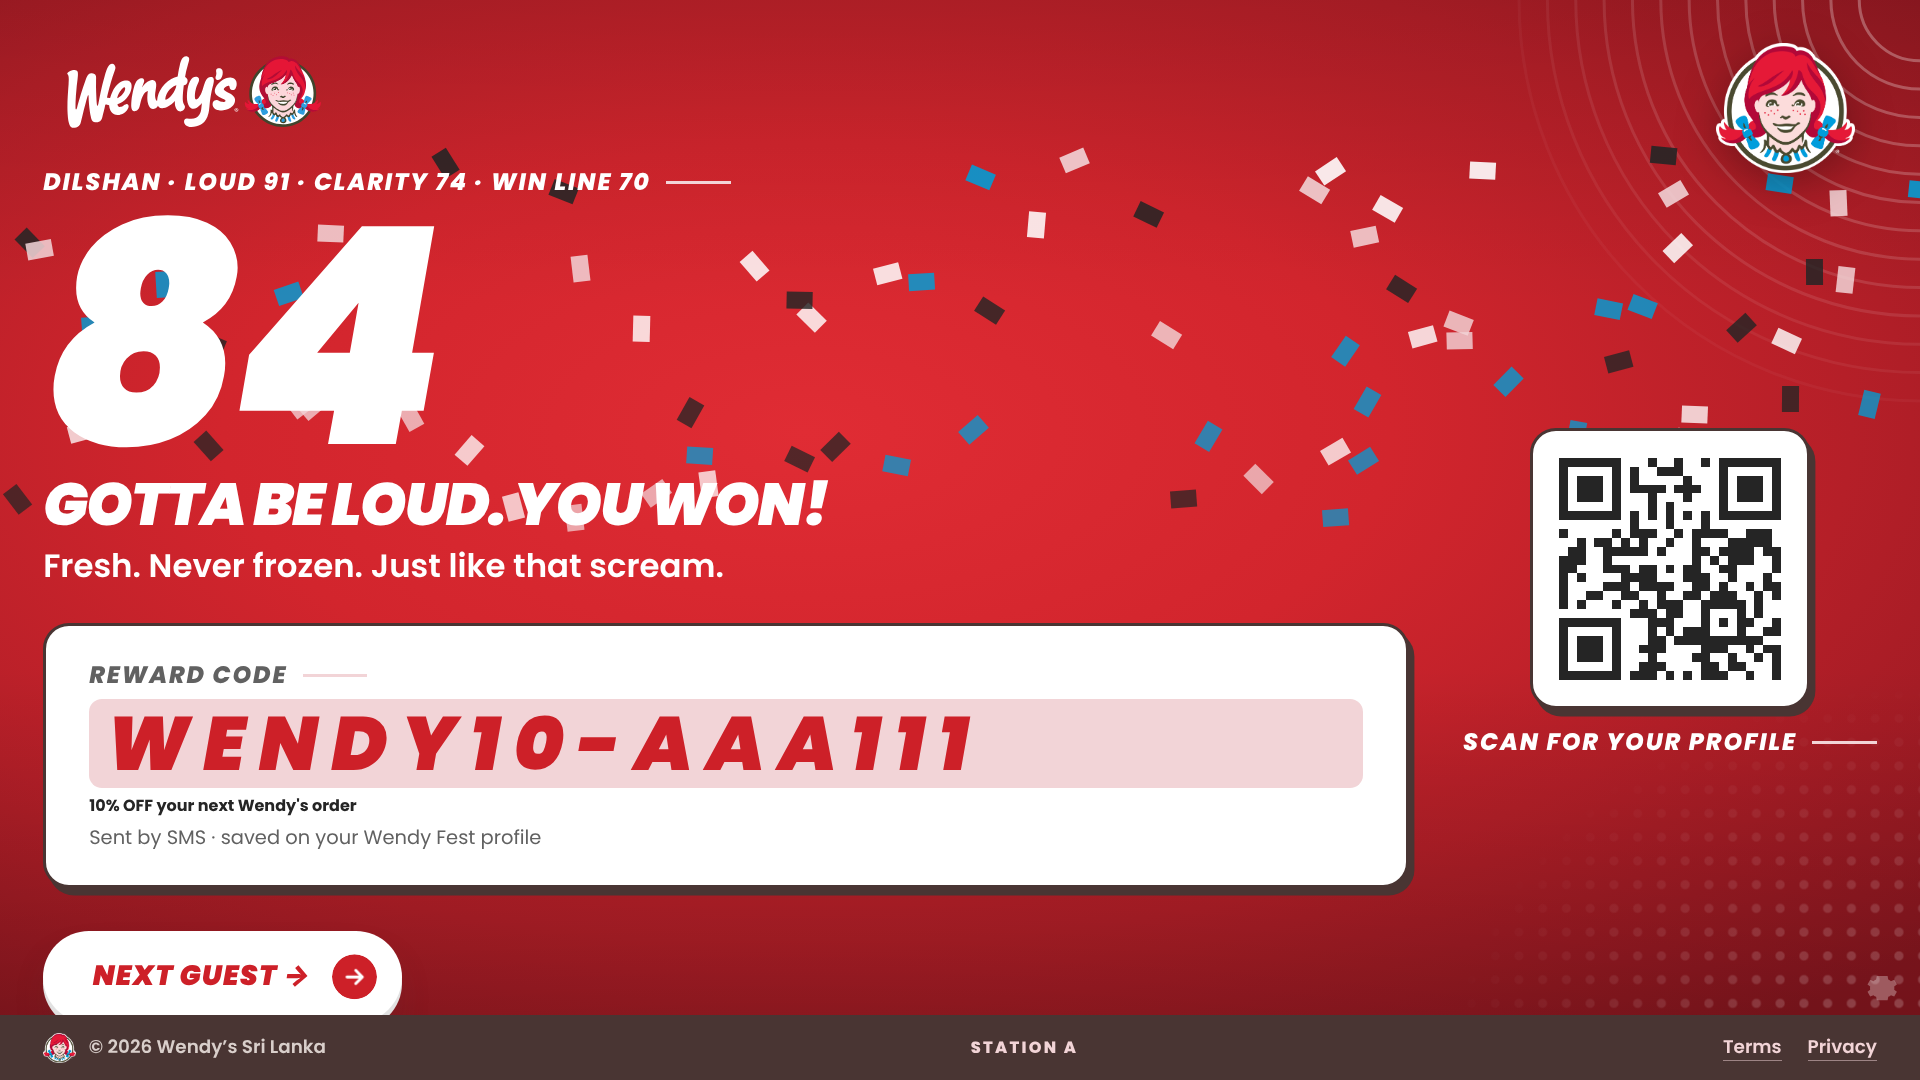 Wendy's
DILSHAN · LOUD 91 · CLARITY 74 · WIN LINE 70
84
GOTTA BE LOUD. YOU WON!
Fresh. Never frozen. Just like that scream.
REWARD CODE
WENDY10-AAA111
10% OFF your next Wendy's order
Sent by SMS · saved on your Wendy Fest profile
SCAN FOR YOUR PROFILE
NEXT GUEST →
© 2026 Wendy’s Sri Lanka
STATION A
Terms
Privacy